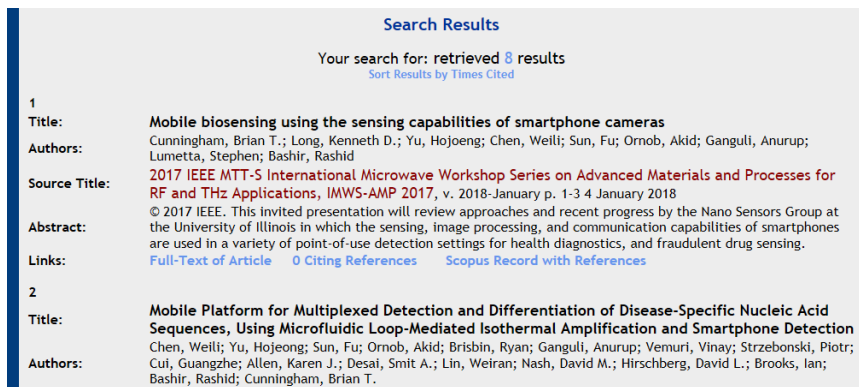 Search Results
Your search for: retrieved 8 results
Sort Results by Times Cited
1
Title: Mobile biosensing using the sensing capabilities of smartphone cameras
Authors: Cunningham, Brian T.; Long, Kenneth D.; Yu, Hojoeng; Chen, Weili; Sun, Fu; Ornob, Akid; Ganguli, Anurup;
Lumetta, Stephen; Bashir, Rashid
Source Title: 2017 IEEE MTT-S International Microwave Workshop Series on Advanced Materials and Processes for
RF and THz Applications, IMWS-AMP 2017, v. 2018-January p. 1-3 4 January 2018
© 2017 IEEE. This invited presentation will review approaches and recent progress by the Nano Sensors Group at
Abstract: the University of Illinois in which the sensing, image processing, and communication capabilities of smartphones
are used in a variety of point-of-use detection settings for health diagnostics, and fraudulent drug sensing.
Links: Full-Text of Article 0 Citing References Scopus Record with References
2
Title: Mobile Platform for Multiplexed Detection and Differentiation of Disease-Specific Nucleic Acid
Sequences, Using Microfluidic Loop-Mediated Isothermal Amplification and Smartphone Detection
Chen, Weili; Yu, Hojeong; Sun, Fu; Ornob, Akid; Brisbin, Ryan; Ganguli, Anurup; Vemuri, Vinay; Strzebonski, Piotr;
Authors: Cui, Guangzhe; Allen, Karen J.; Desai, Smit A.; Lin, Weiran; Nash, David M.; Hirschberg, David L.; Brooks, Ian;
Bashir, Rashid; Cunningham, Brian T.